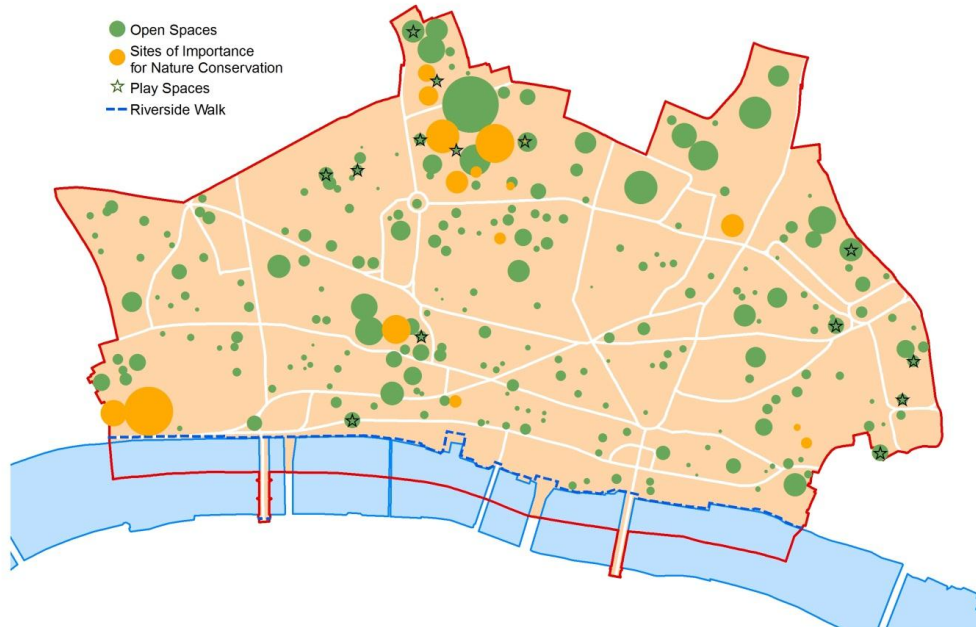 Open Spaces
Sites of Importance
for Nature Conservation
Play Spaces
Riverside Walk